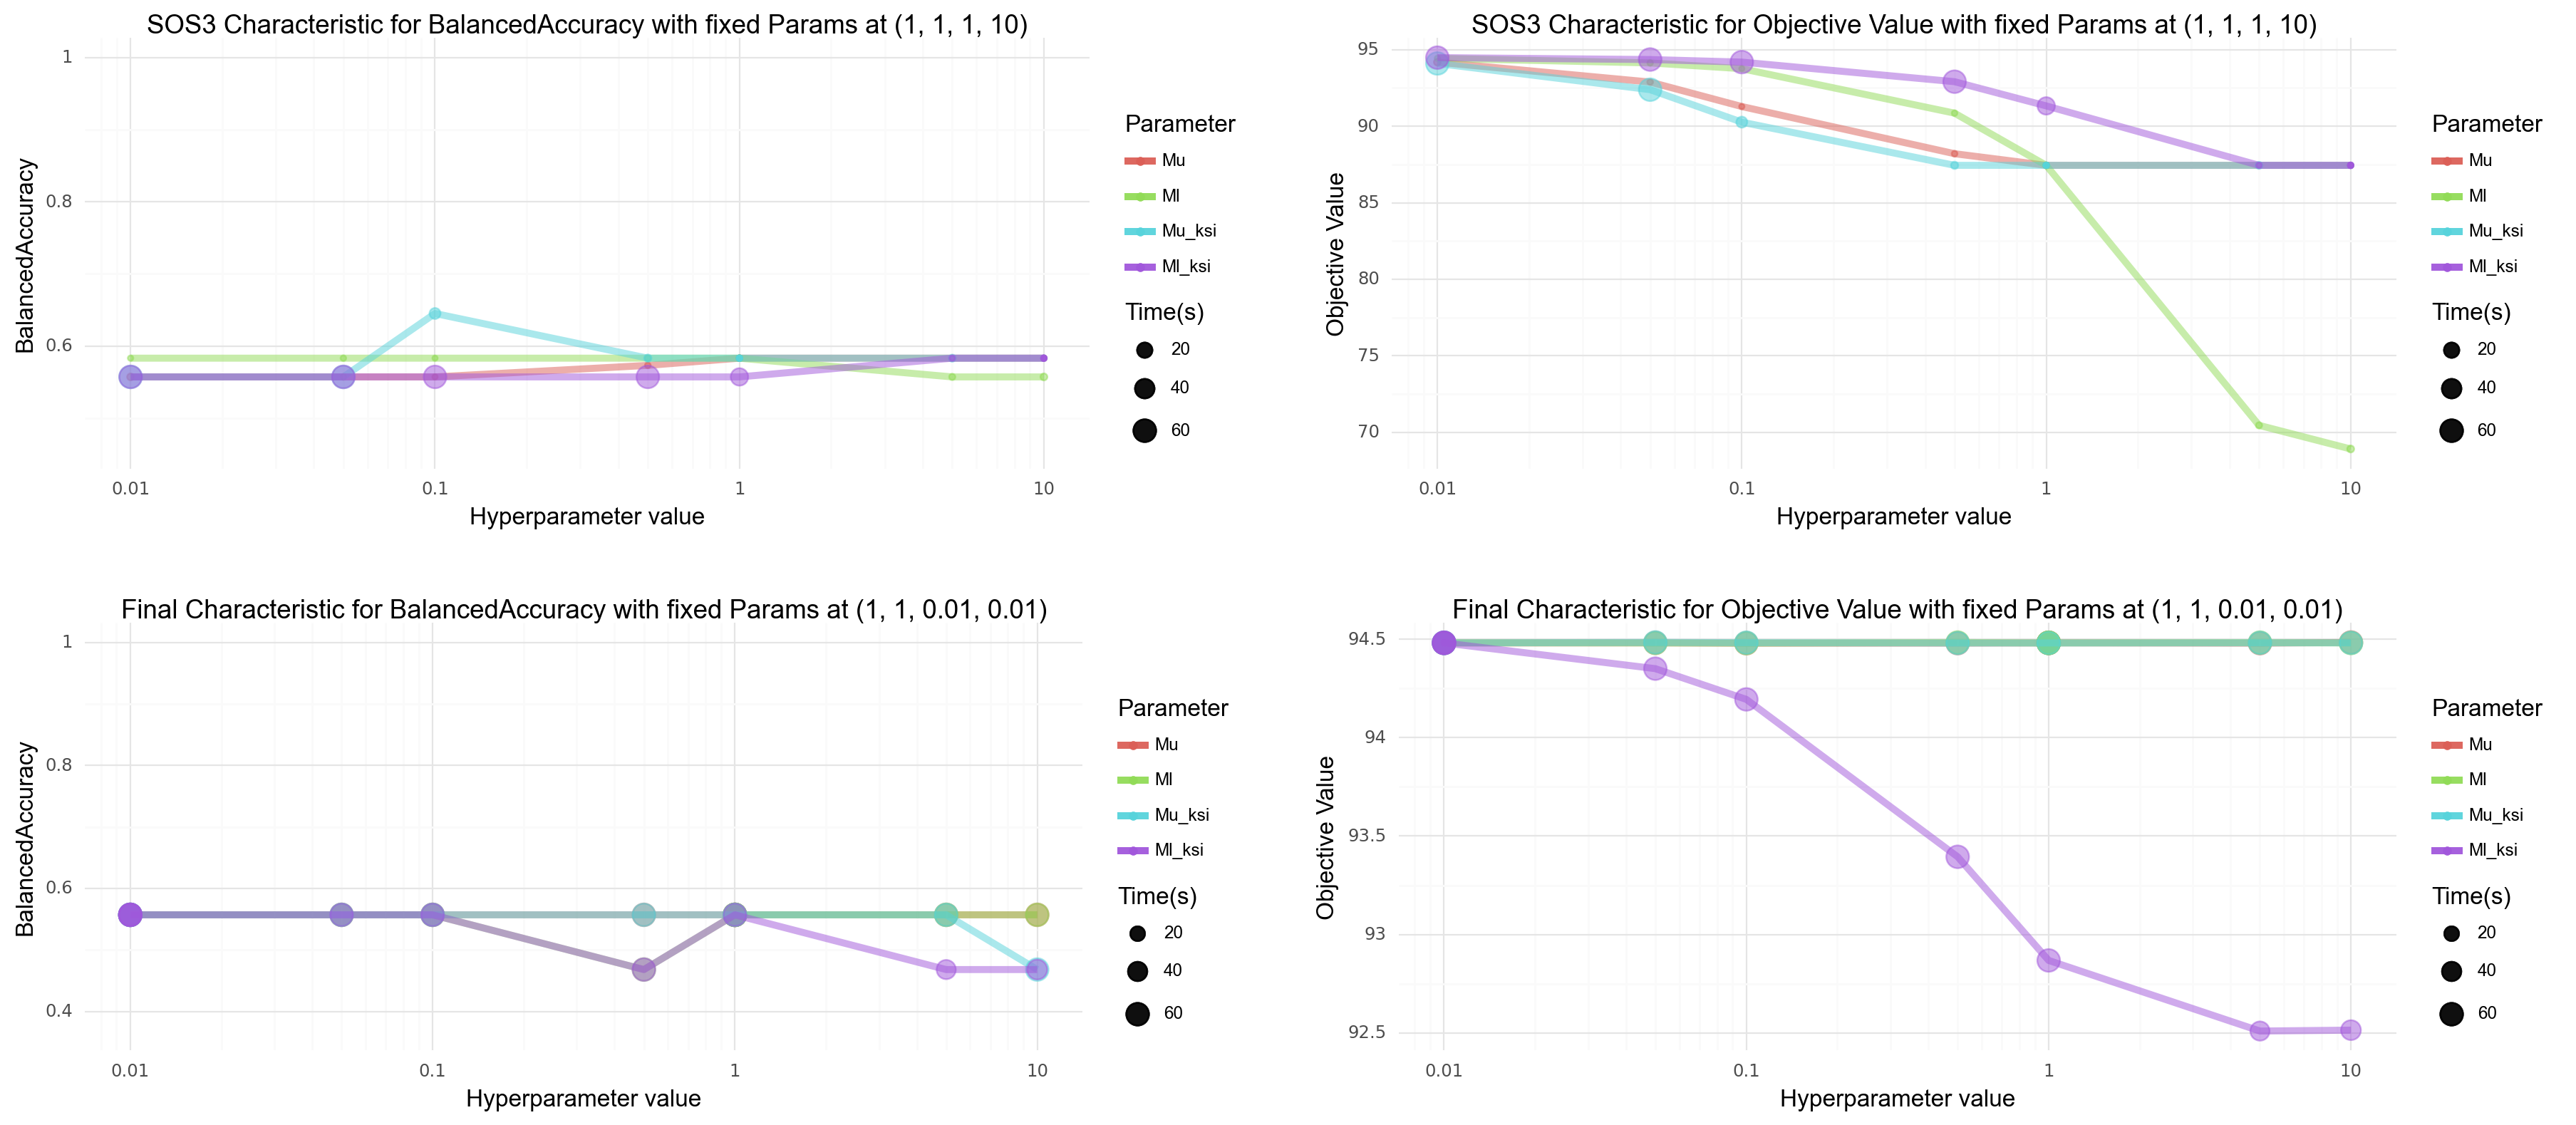 SOS3 Characteristic for BalancedAccuracy with fixed Params at (1, 1, 1, 10)
1
0.8
0.6
BalancedAccuracy
0.01
0.1
1
10
Hyperparameter value
Parameter
Mu
Ml
Mu_ksi
Ml_ksi
Time(s)
20
40
60
SOS3 Characteristic for Objective Value with fixed Params at (1, 1, 1, 10)
95
90
85
80
75
70
Objective Value
0.01
0.1
1
10
Hyperparameter value
Parameter
Mu
Ml
Mu_ksi
Ml_ksi
Time(s)
20
40
60
Final Characteristic for BalancedAccuracy with fixed Params at (1, 1, 0.01, 0.01)
1
0.8
0.6
0.4
BalancedAccuracy
0.01
0.1
1
10
Hyperparameter value
Parameter
Mu
Ml
Mu_ksi
Ml_ksi
Time(s)
20
40
60
Final Characteristic for Objective Value with fixed Params at (1, 1, 0.01, 0.01)
94.5
94
93.5
93
92.5
Objective Value
0.01
0.1
1
10
Hyperparameter value
Parameter
Mu
Ml
Mu_ksi
Ml_ksi
Time(s)
20
40
60